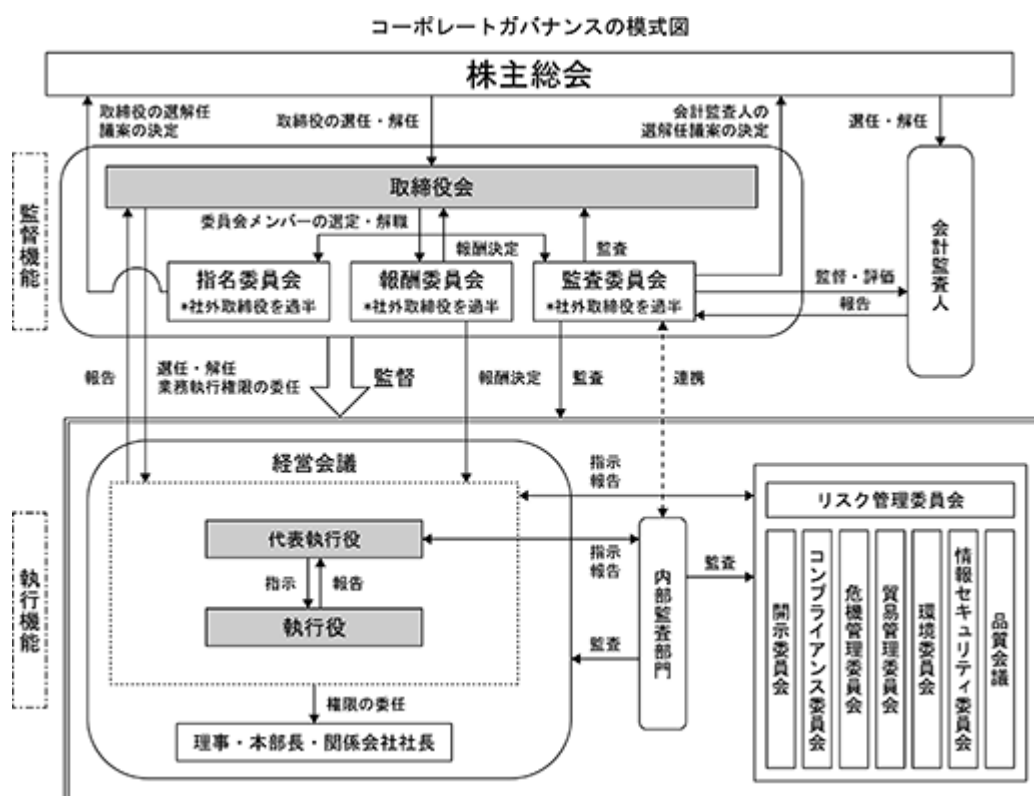 コーポレートガバナンスの模式図
株主総会
取締役の選解任
議案の決定
取締役の選任・解任
会計監査人の
選解任議案の決定
選任・解任
監督機能
取締役会
委員会メンバーの選定・解職
報酬決定
監査
指名委員会
*社外取締役を過半
報酬委員会
*社外取締役を過半
監査委員会
*社外取締役を過半
監督・評価
報告
会計監査人
報告
選任・解任
業務執行権限の委任
監督
報酬決定
監査
連携
執行機能
経営会議
代表執行役
指示
報告
執行役
権限の委任
理事・本部長・関係会社社長
指示
報告
指示
報告
内部監査部門
監査
監査
リスク管理委員会
開示委員会
コンプライアンス委員会
危機管理委員会
貿易管理委員会
環境委員会
情報セキュリティ委員会
品質会議